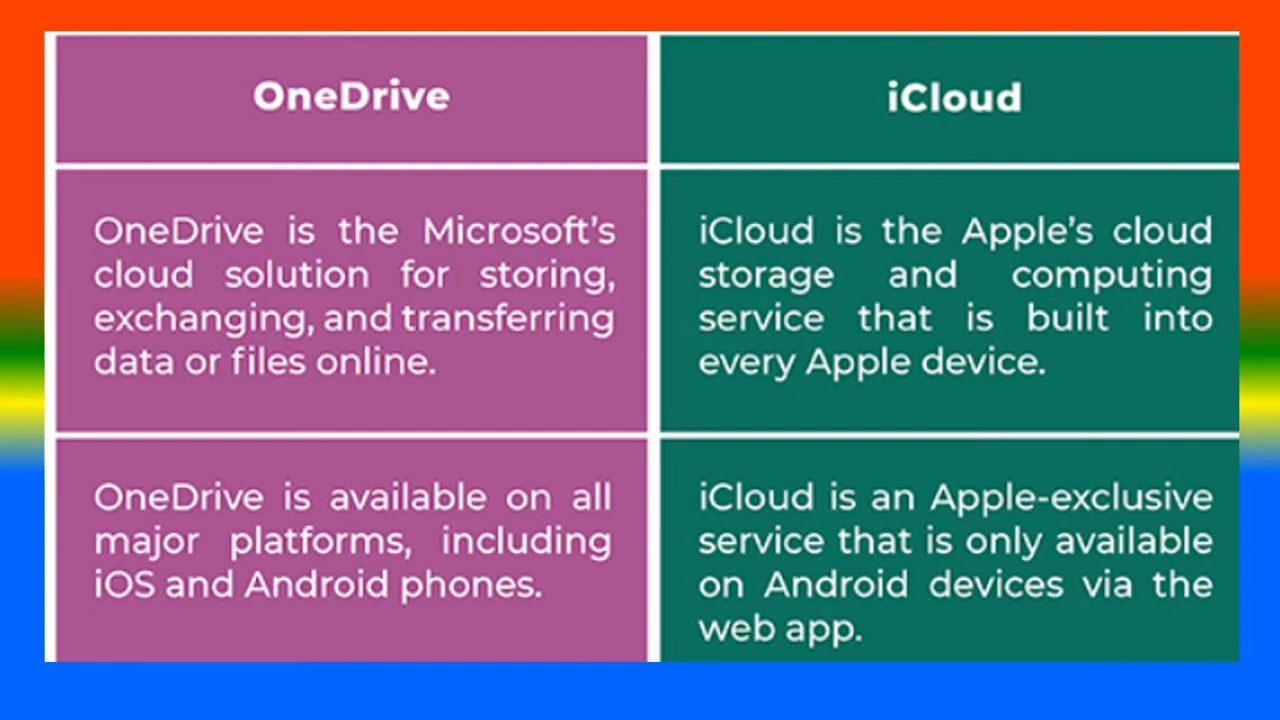 OneDrive
iCloud
OneDrive is the Microsoft's
cloud solution for storing,
exchanging, and transferring
data or files online.
iCloud is the Apple's cloud
storage and computing
service that is built into
every Apple device.
OneDrive is available on all
major platforms, including
iOS and Android phones.
iCloud is an Apple-exclusive
service that is only available
on Android devices via the
web app.